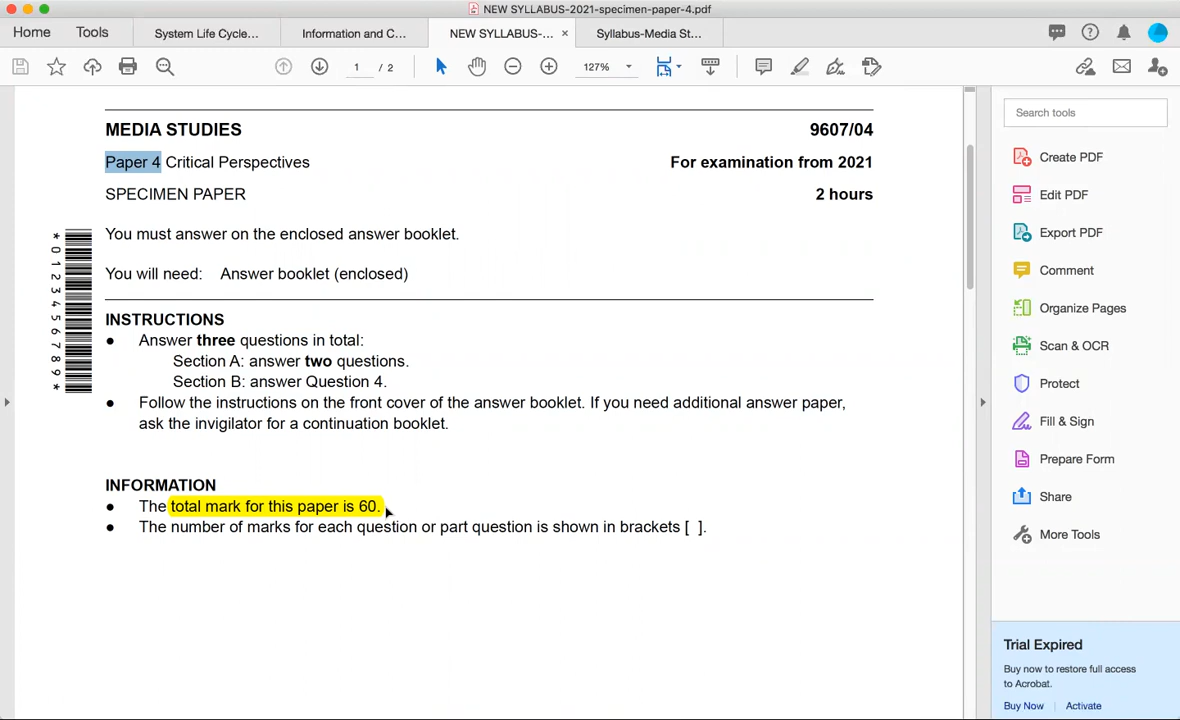 NEW SYLLABUS-2021-specimen-paper-4.pdf
Home Tools System Life Cycle... Information and C... NEW SYLLABUS-... × Syllabus-Media St...
1 / 2 127%
MEDIA STUDIES 9607/04
Paper 4 Critical Perspectives For examination from 2021
SPECIMEN PAPER 2 hours
You must answer on the enclosed answer booklet.
You will need: Answer booklet (enclosed)
*0123456789*
INSTRUCTIONS
● Answer three questions in total:
Section A: answer two questions.
Section B: answer Question 4.
● Follow the instructions on the front cover of the answer booklet. If you need additional answer paper,
ask the invigilator for a continuation booklet.
INFORMATION
● The total mark for this paper is 60.
● The number of marks for each question or part question is shown in brackets [ ].
Search tools
Create PDF
Edit PDF
Export PDF
Comment
Organize Pages
Scan & OCR
Protect
Fill & Sign
Prepare Form
Share
More Tools
Trial Expired
Buy now to restore full access
to Acrobat.
Buy Now | Activate